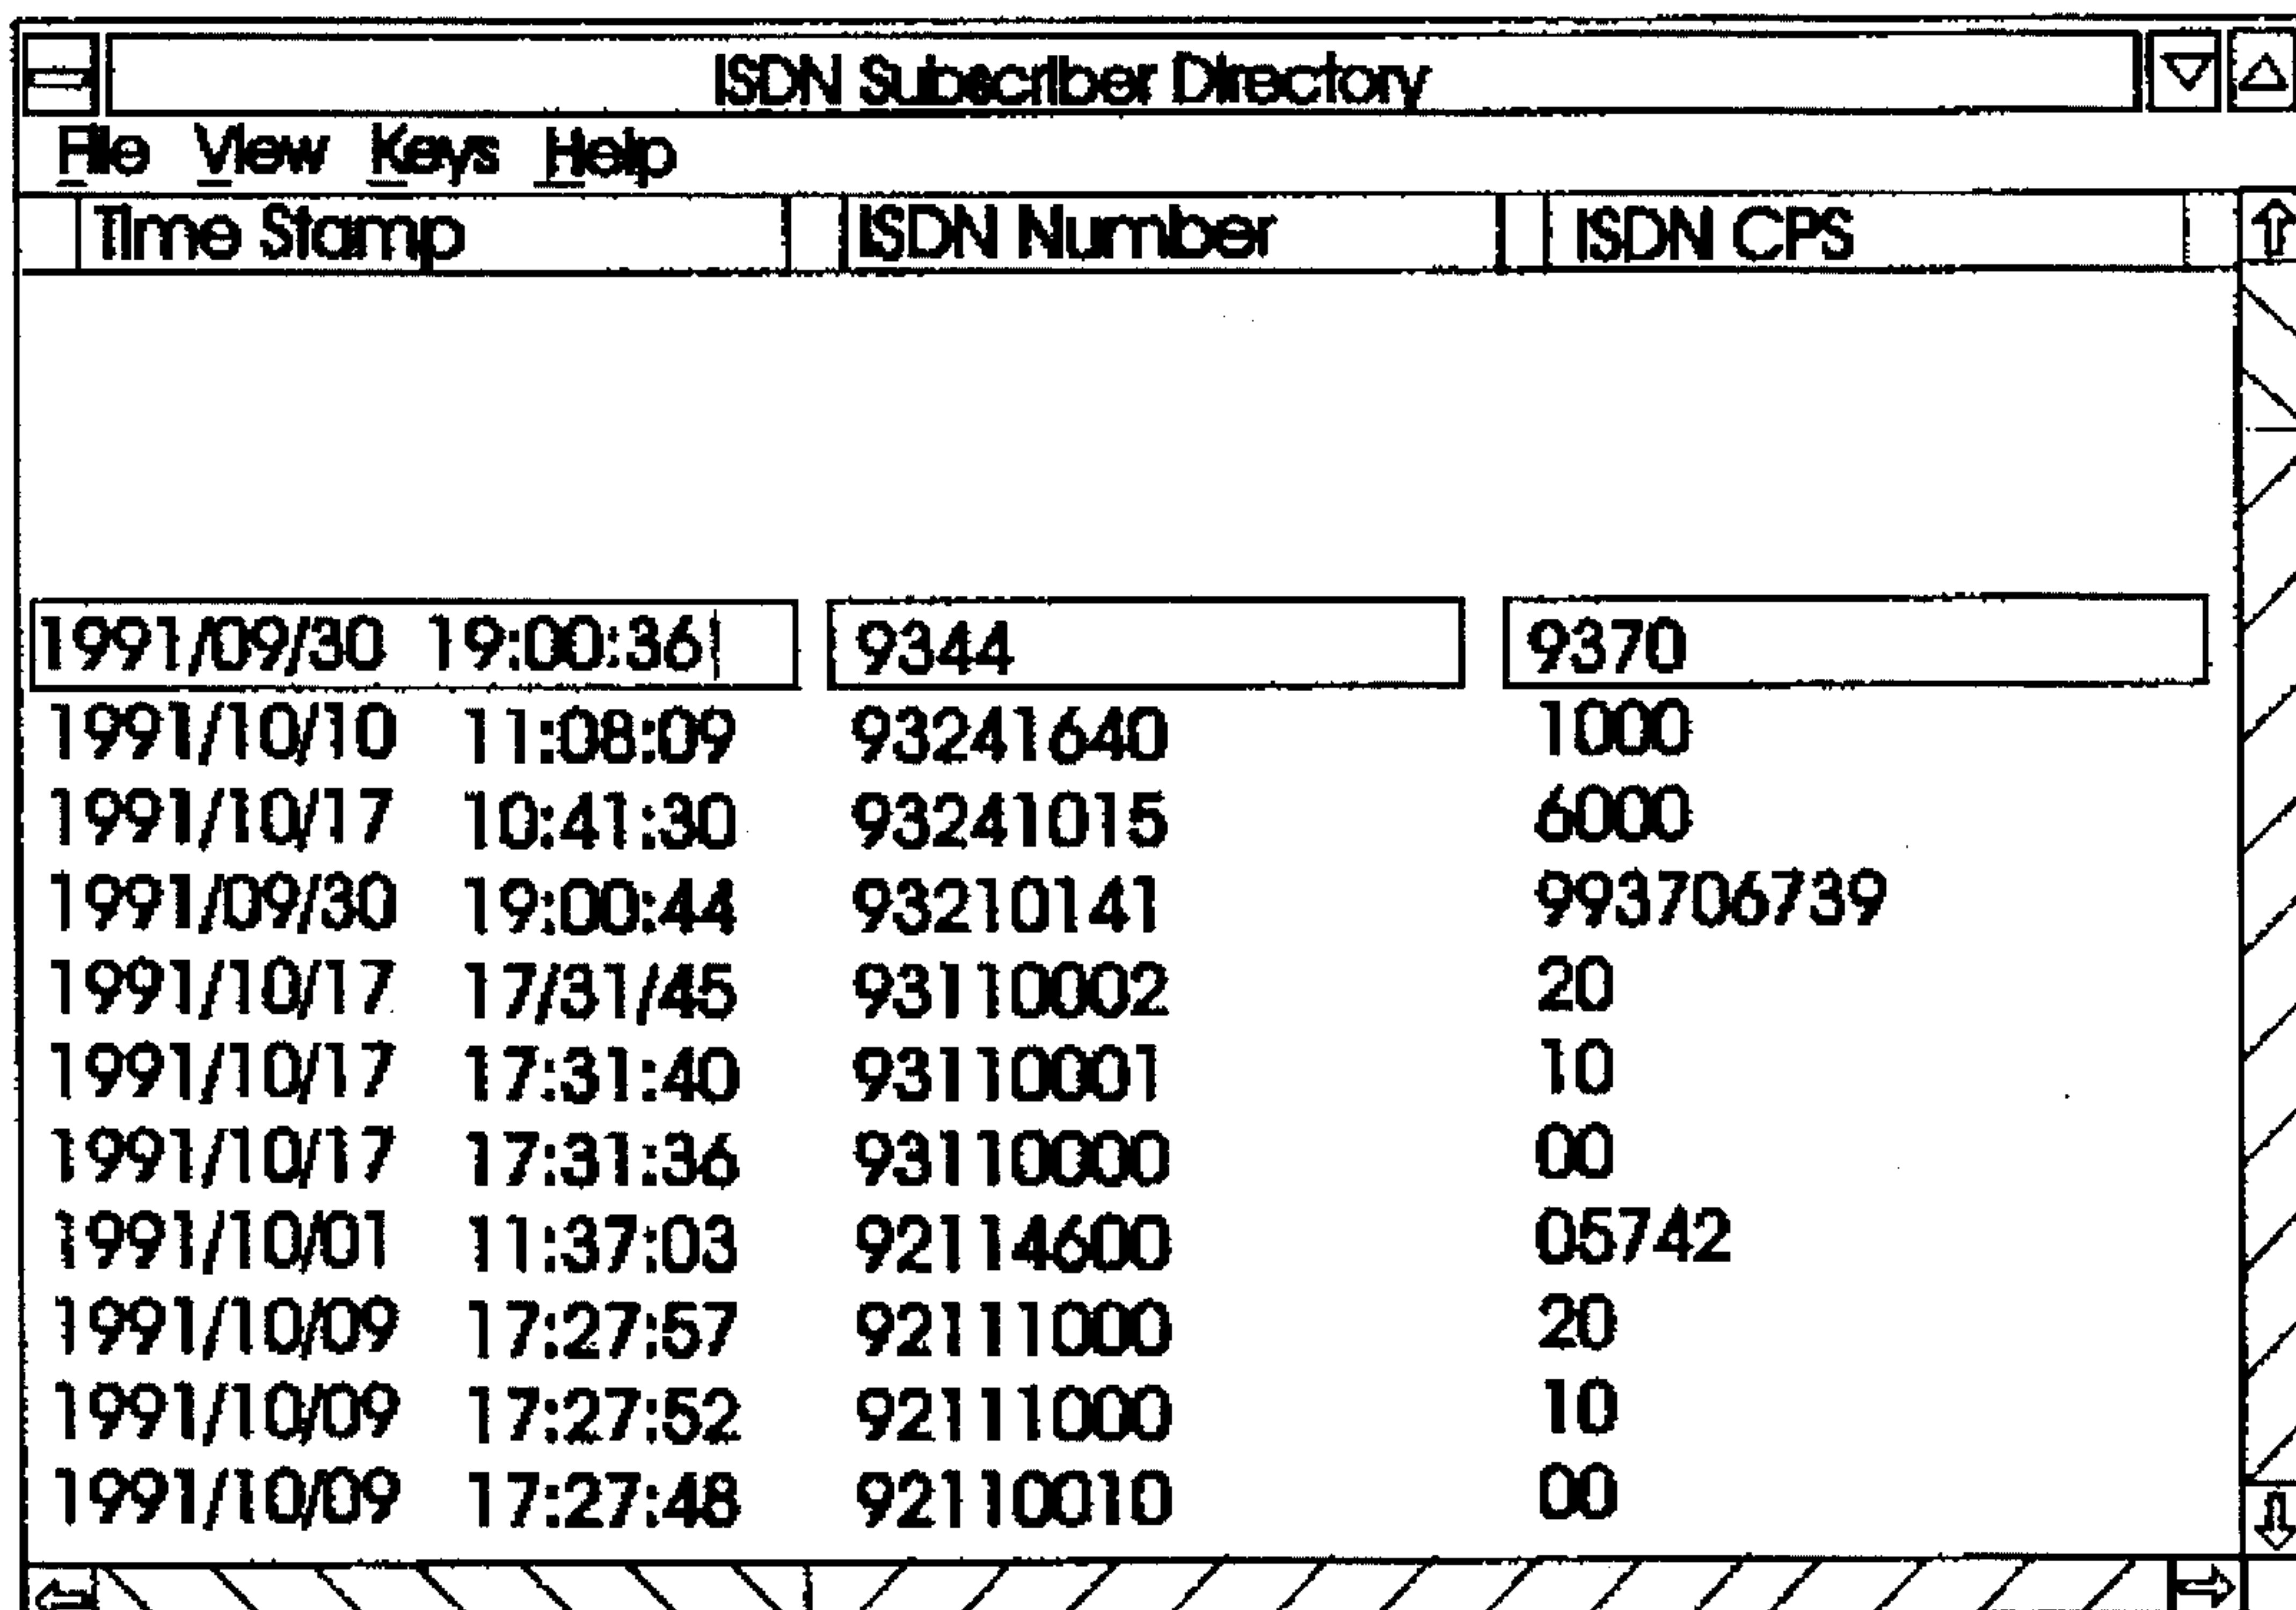 ISDN Subscriber Directory
File View Keys Help
Time Stamp ISDN Number ISDN CPS
1991/09/30 19:00:36 9344 9370
1991/10/10 11:08:09 93241640 1000
1991/10/17 10:41:30 93241015 6000
1991/09/30 19:00:44 93210141 993706739
1991/10/17 17/31/45 93110002 20
1991/10/17 17:31:40 93110001 10
1991/10/17 17:31:36 93110000 00
1991/10/01 11:37:03 92114600 05742
1991/10/09 17:27:57 92111000 20
1991/10/09 17:27:52 92111000 10
1991/10/09 17:27:48 92110010 00